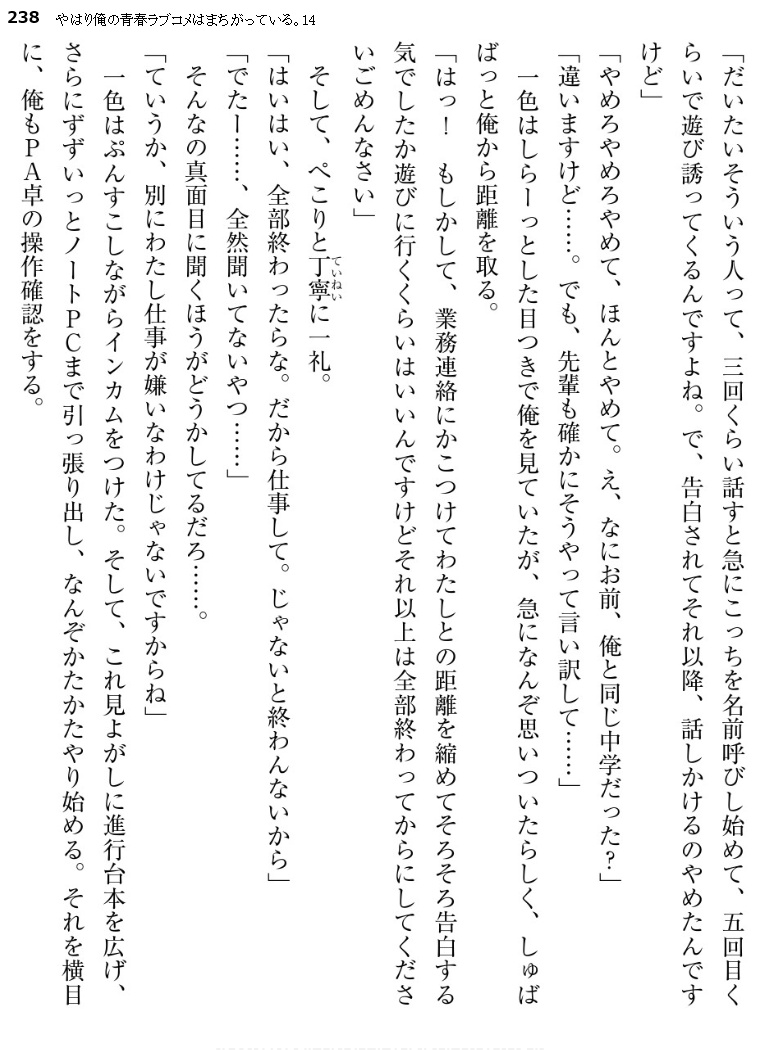 238 やはり俺の青春ラブコメはまちがっている。14
「だいたいそういう人って、三回くらい話すと急にこっちを名前呼びし始めて、五回目く
らいで遊び誘ってくるんですよね。で、告白されてそれ以降、話しかけるのやめたんです
けど」
「やめろやめろやめて、ほんとやめて。え、なにお前、俺と同じ中学だった？」
「違いますけど……。でも、先輩も確かにそうやって言い訳して……」
　一色はしらーっとした目つきで俺を見ていたが、急になんぞ思いついたらしく、しゅば
ばっと俺から距離を取る。
「はっ！　もしかして、業務連絡にかこつけてわたしとの距離を縮めてそろそろ告白する
気でしたか遊びに行くくらいはいいんですけどそれ以上は全部終わってからにしてくださ
いごめんなさい」
　そして、ぺこりと丁寧ていねいに一礼。
「はいはい、全部終わったらな。だから仕事して。じゃないと終わんないから」
「でたー……、全然聞いてないやつ……」
　そんなの真面目に聞くほうがどうかしてるだろ……。
「ていうか、別にわたし仕事が嫌いなわけじゃないですからね」
　一色はぷんすこしながらインカムをつけた。そして、これ見よがしに進行台本を広げ、
さらにずずいっとノートＰＣまで引っ張り出し、なんぞかたかたやり始める。それを横目
に、俺もＰＡ卓の操作確認をする。